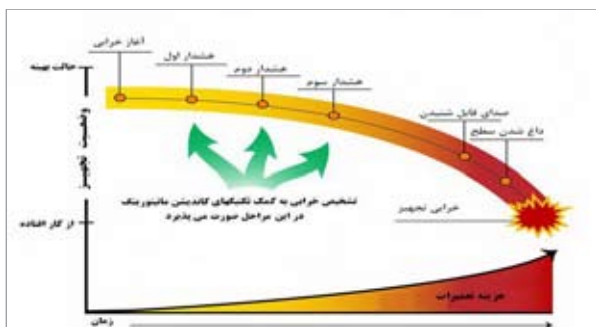 آغاز خرابی
هشدار اول
هشدار دوم
هشدار سوم
صدای قابل شنیدن
داغ شدن سطح
خرابی تجهیز
حالت بهینه
وضعیت تجهیز
از کار افتاده
تشخیص خرابی به کمک تکنیکهای کاندیشن مانیتورینگ
در این مراحل صورت می پذیرد
هزینه تعمیرات
زمان